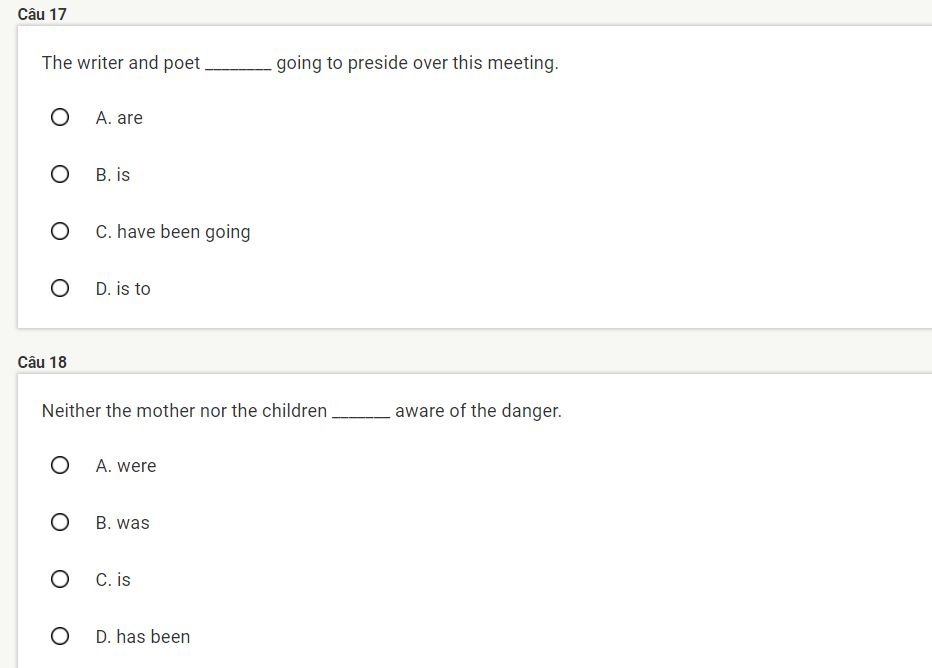 Câu 17
The writer and poet ________ going to preside over this meeting.
A. are
B. is
C. have been going
D. is to
Câu 18
Neither the mother nor the children _______ aware of the danger.
A. were
B. was
C. is
D. has been